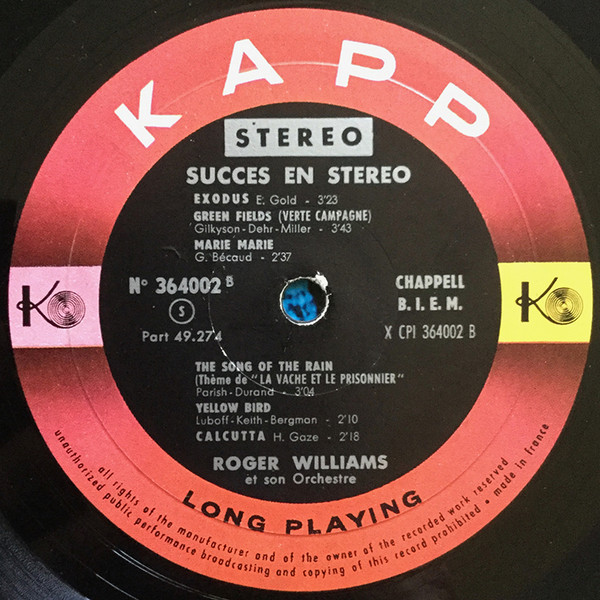 KAPP
STEREO
SUCCES EN STEREO
EXODUS E. Gold - 3'23
GREEN FIELDS (VERTE CAMPAGNE)
Gilkyson-Dehr-Miller - 3'43
MARIE MARIE
G. Bécaud - 2'37
N° 364002 B
S
Part 49.274
CHAPPELL
B. I. E. M.
X CPI 364002 B
K
K
THE SONG OF THE RAIN
(Thème de "LA VACHE ET LE PRISONNIER"
Parish-Durand - 3'04
YELLOW BIRD
Luboff-Keith-Bergman - 2'10
CALCUTTA H. Gaze - 2'18
ROGER WILLIAMS
et son Orchestre
LONG PLAYING
all rights of the manufacturer and of the owner of the recorded work reserved
unauthorized public performance broadcasting and copying of this record prohibited • made in france